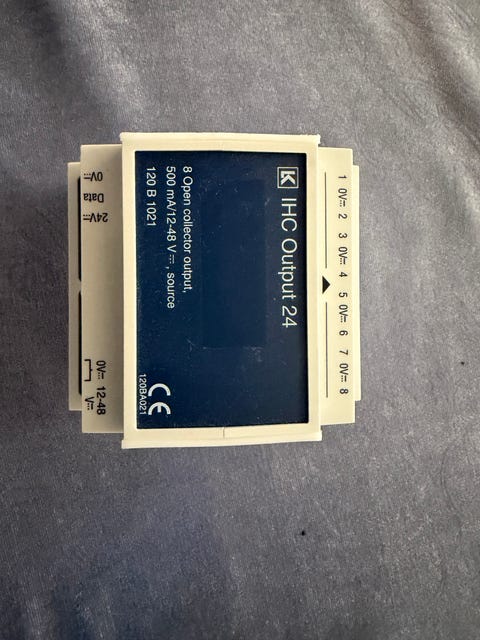 1 0V⎓ 2 3 0V⎓ 4 5 0V⎓ 6 7 0V⎓ 8
K IHC Output 24
8 Open collector output,
500 mA/12-48 V⎓, source
120 B 1021
CE
120BA021
0V⎓ Data 24V⎓
0V⎓ 12-48 V⎓